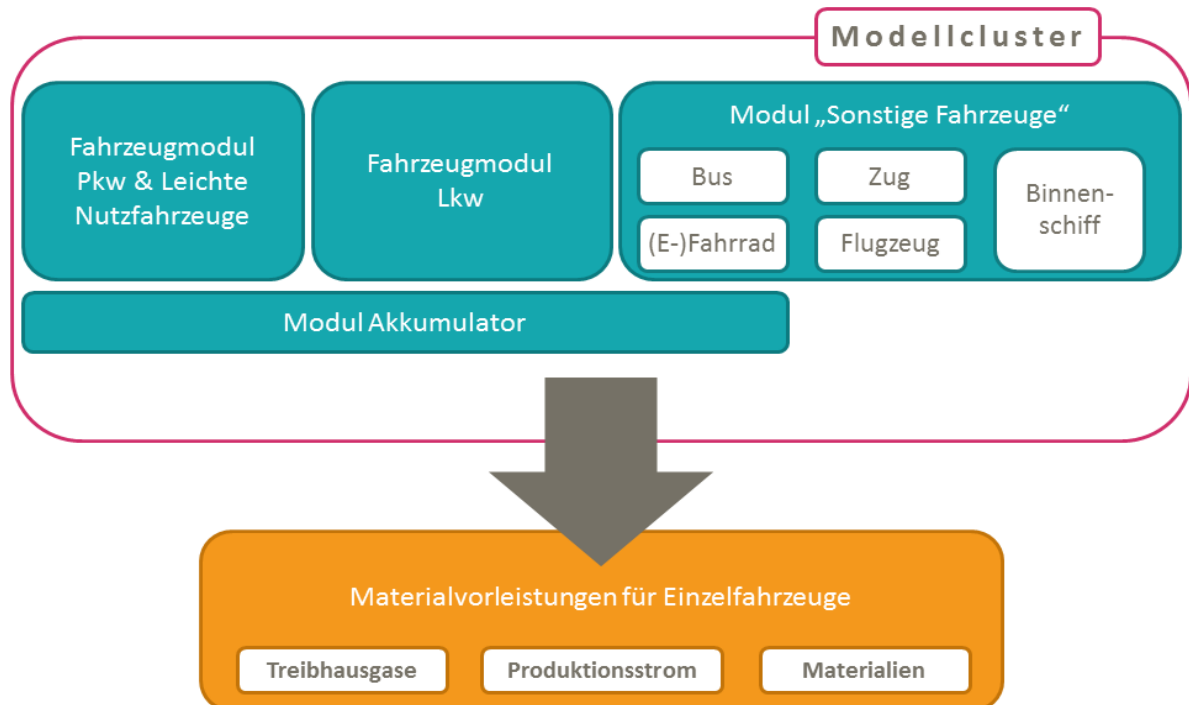 Modellcluster
Fahrzeugmodul
Pkw & Leichte
Nutzfahrzeuge
Fahrzeugmodul
Lkw
Modul „Sonstige Fahrzeuge“
Bus
Zug
Binnen-
schiff
(E-)Fahrrad
Flugzeug
Modul Akkumulator
Materialvorleistungen für Einzelfahrzeuge
Treibhausgase
Produktionsstrom
Materialien